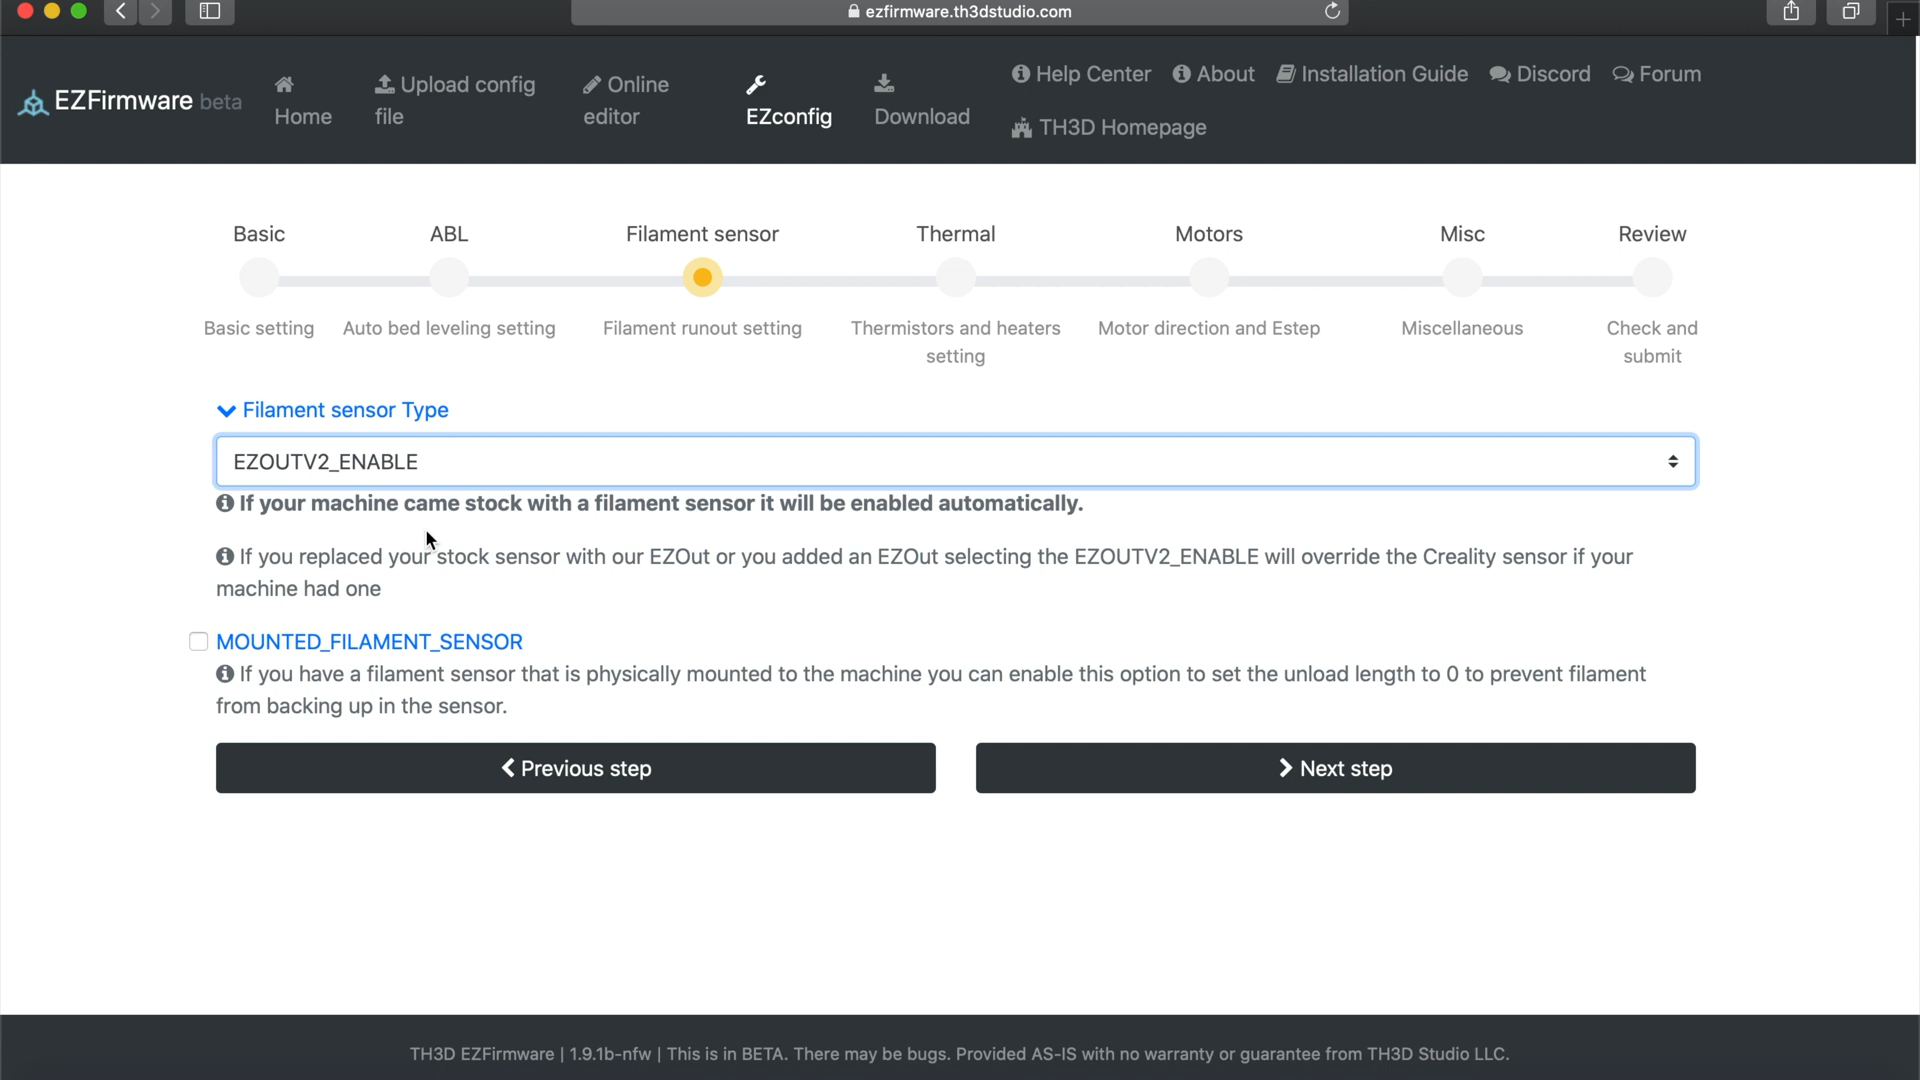 ezfirmware.th3dstudio.com
EZFirmware beta
Home
Upload config
file
Online
editor
EZconfig
Download
Help Center
About
Installation Guide
Discord
Forum
TH3D Homepage
Basic
ABL
Filament sensor
Thermal
Motors
Misc
Review
Basic setting
Auto bed leveling setting
Filament runout setting
Thermistors and heaters
setting
Motor direction and Estep
Miscellaneous
Check and
submit
Filament sensor Type
EZOUTV2_ENABLE
If your machine came stock with a filament sensor it will be enabled automatically.
If you replaced your stock sensor with our EZOut or you added an EZOut selecting the EZOUTV2_ENABLE will override the Creality sensor if your
machine had one
MOUNTED_FILAMENT_SENSOR
If you have a filament sensor that is physically mounted to the machine you can enable this option to set the unload length to 0 to prevent filament
from backing up in the sensor.
Previous step
Next step
TH3D EZFirmware | 1.9.1b-nfw | This is in BETA. There may be bugs. Provided AS-IS with no warranty or guarantee from TH3D Studio LLC.